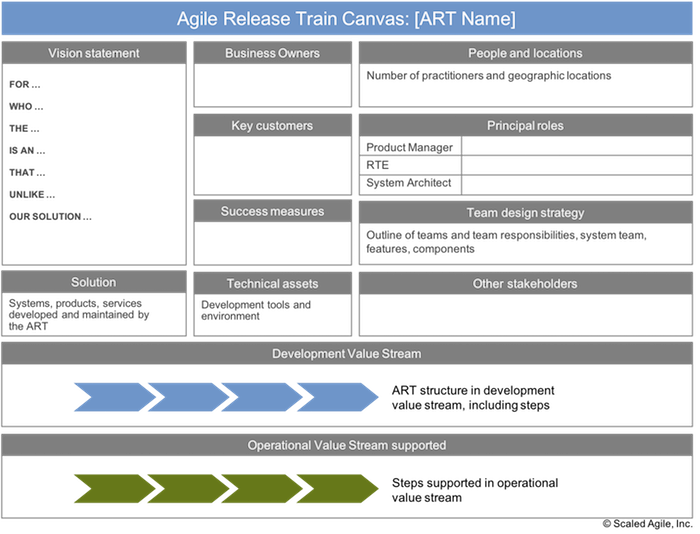 Agile Release Train Canvas: [ART Name]
Vision statement
FOR ...
WHO ...
THE ...
IS AN ...
THAT ...
UNLIKE ...
OUR SOLUTION ...
Business Owners
People and locations
Number of practitioners and geographic locations
Key customers
Principal roles
Product Manager
RTE
System Architect
Success measures
Team design strategy
Outline of teams and team responsibilities, system team,
features, components
Solution
Systems, products, services
developed and maintained by
the ART
Technical assets
Development tools and
environment
Other stakeholders
Development Value Stream
ART structure in development
value stream, including steps
Operational Value Stream supported
Steps supported in operational
value stream
© Scaled Agile, Inc.